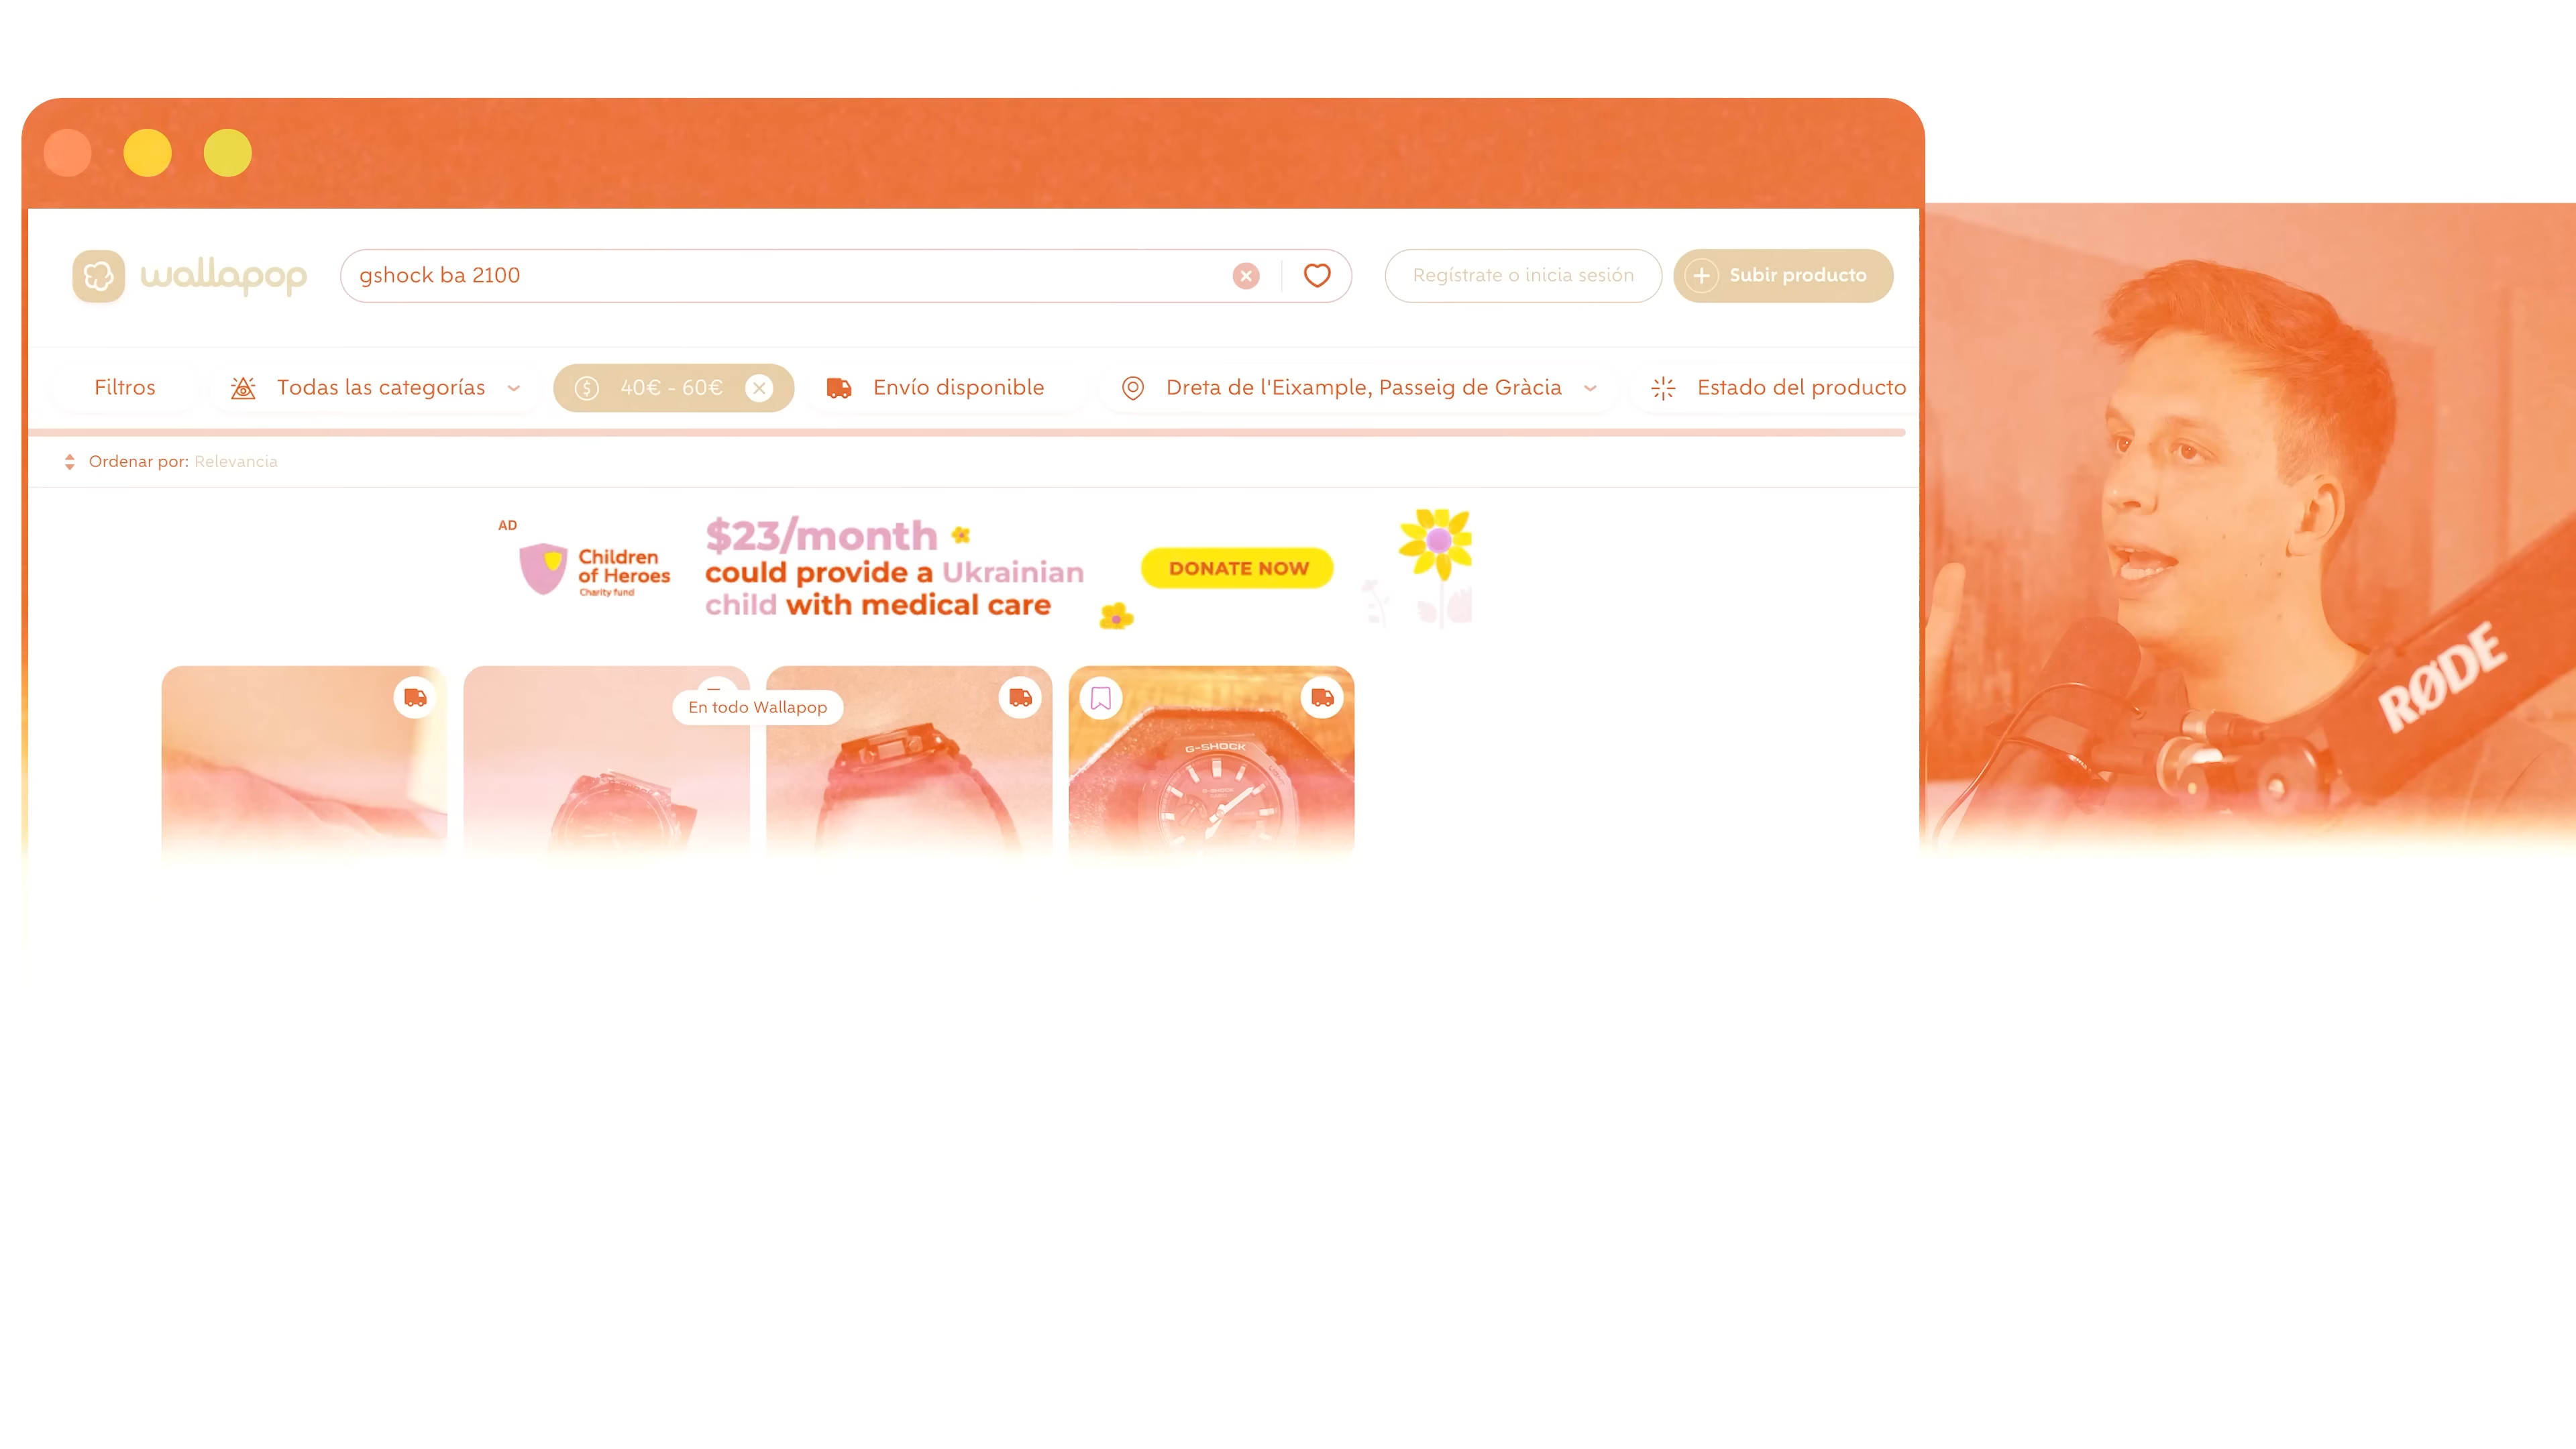 wallapop
gshock ba 2100
Regístrate o inicia sesión
Subir producto
Filtros
Todas las categorías
40€ - 60€
Envío disponible
Dreta de l'Eixample, Passeig de Gràcia
Estado del producto
Ordenar por: Relevancia
AD
Children
of Heroes
Charity fund
$23/month
could provide a Ukrainian
child with medical care
DONATE NOW
En todo Wallapop
G-SHOCK
RØDE